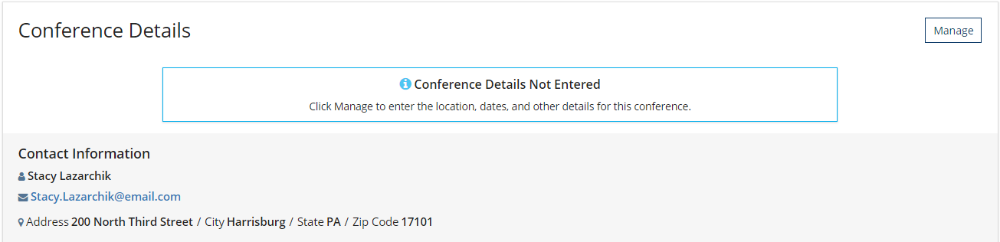 Conference Details
Manage
Conference Details Not Entered
Click Manage to enter the location, dates, and other details for this conference.
Contact Information
Stacy Lazarchik
Stacy.Lazarchik@email.com
Address 200 North Third Street / City Harrisburg / State PA / Zip Code 17101